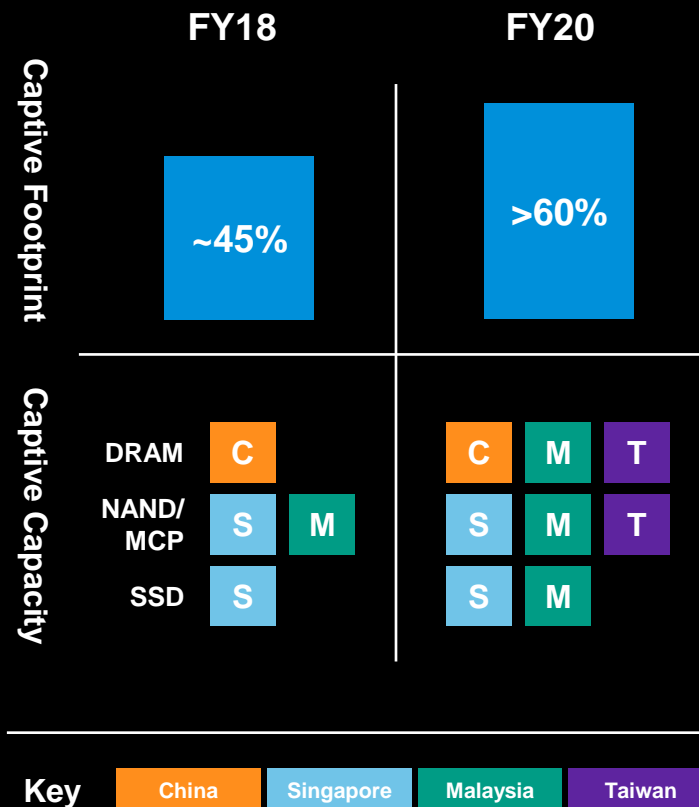 FY18
FY20
Captive Footprint
~45%
>60%
Captive Capacity
DRAM
C
C
M
T
NAND/
MCP
S
M
S
M
T
SSD
S
S
M
Key
China
Singapore
Malaysia
Taiwan